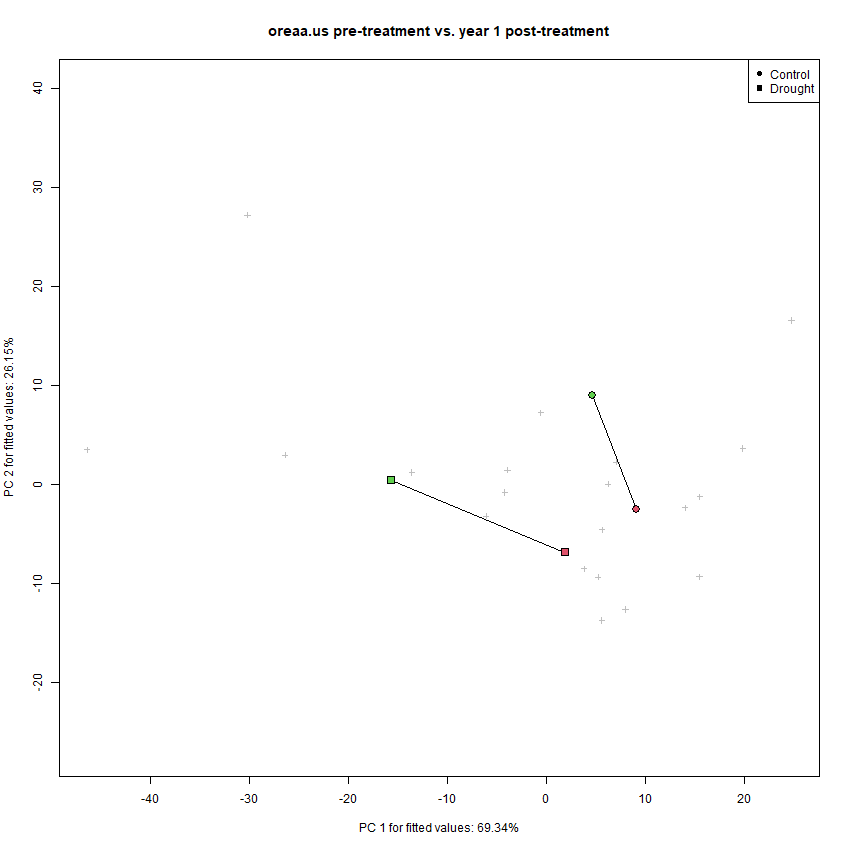 oreaa.us pre-treatment vs. year 1 post-treatment
Control
Drought
40
30
20
10
0
-10
-20
PC 2 for fitted values: 26.15%
-40
-30
-20
-10
0
10
20
PC 1 for fitted values: 69.34%